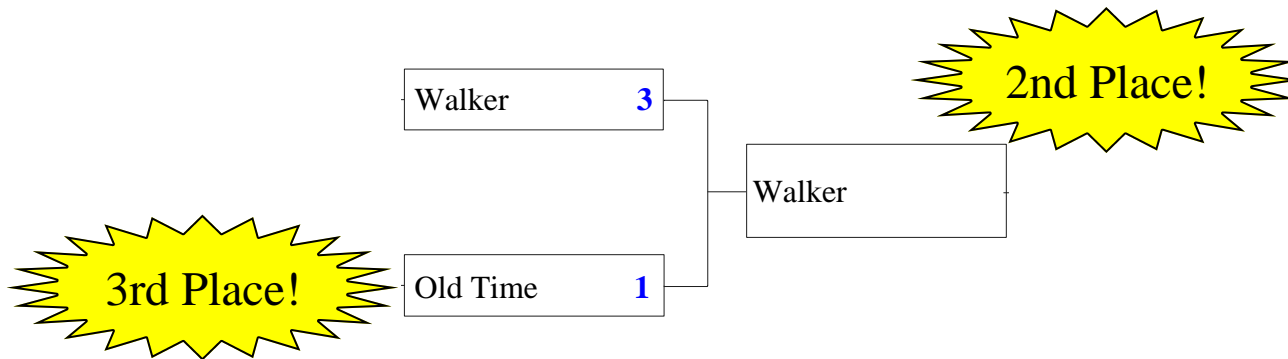 2nd Place!
Walker 3
Walker
3rd Place!
Old Time 1